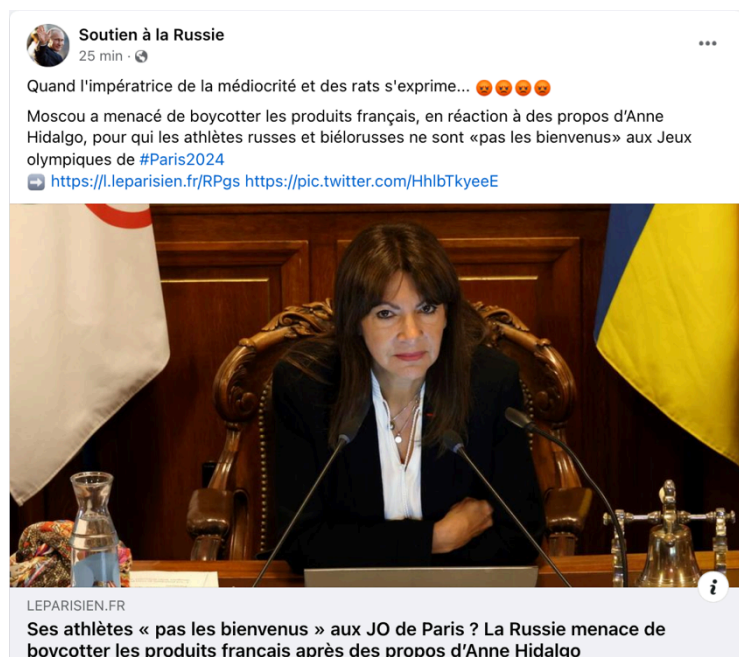 Soutien à la Russie
25 min ·
Quand l'impératrice de la médiocrité et des rats s'exprime... 😡😡😡😡
Moscou a menacé de boycotter les produits français, en réaction à des propos d’Anne
Hidalgo, pour qui les athlètes russes et biélorusses ne sont «pas les bienvenus» aux Jeux
olympiques de #Paris2024
➡️ https://l.leparisien.fr/RPgs https://pic.twitter.com/HhlbTkyeeE
LEPARISIEN.FR
Ses athlètes « pas les bienvenus » aux JO de Paris ? La Russie menace de
boycotter les produits français après des propos d’Anne Hidalgo